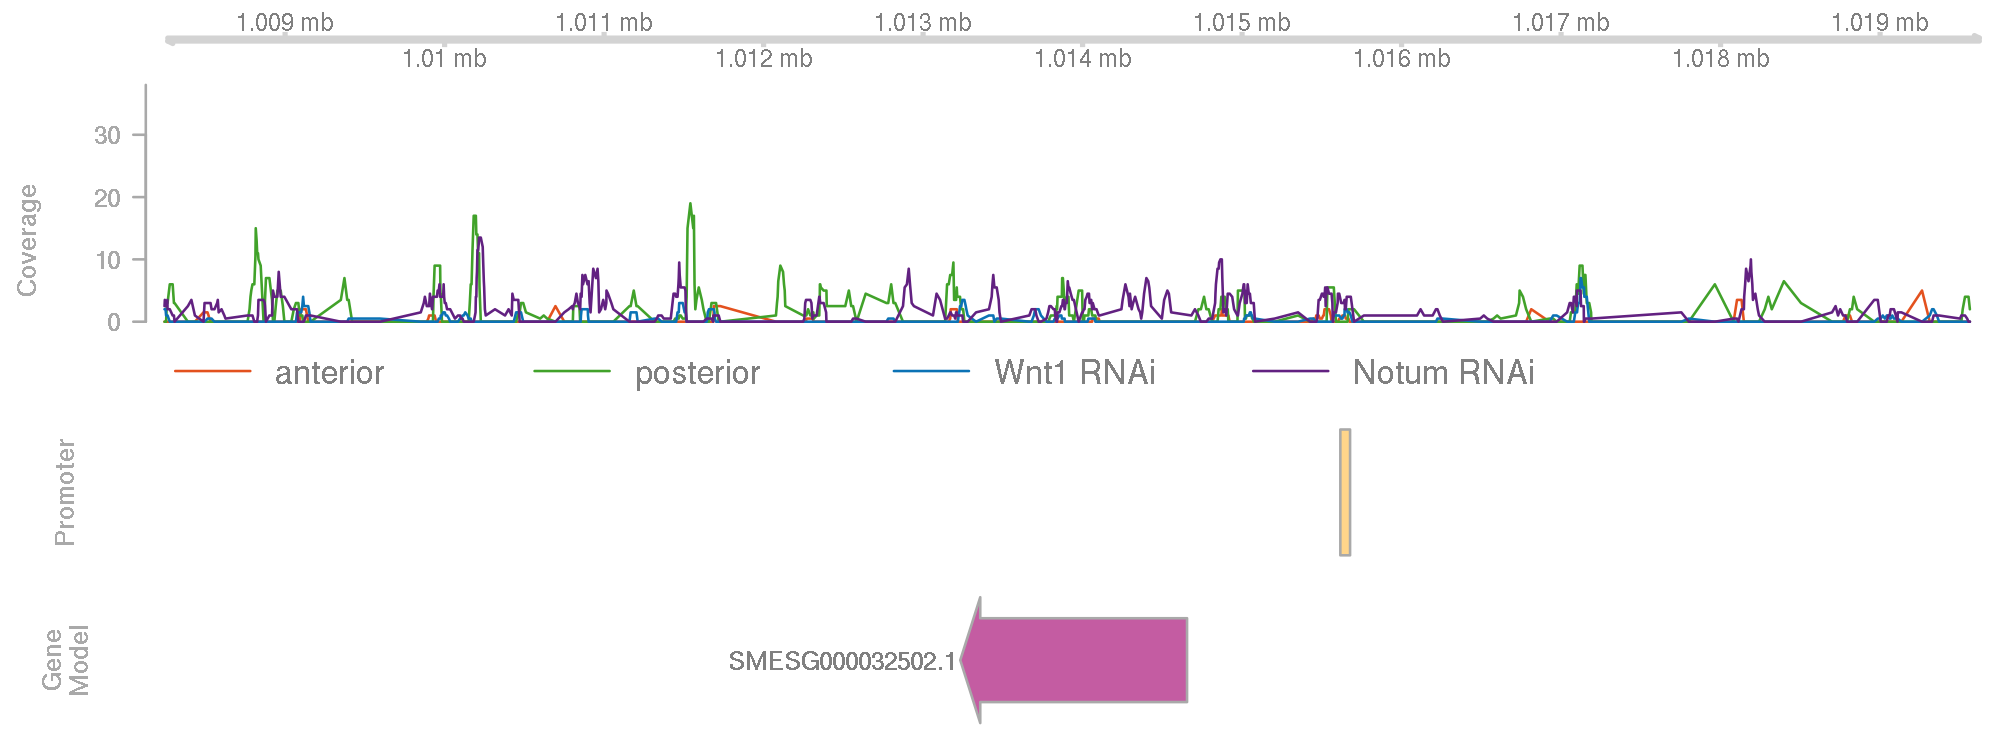 1.009 mb 1.011 mb 1.013 mb 1.015 mb 1.017 mb 1.019 mb
1.01 mb 1.012 mb 1.014 mb 1.016 mb 1.018 mb
Coverage
30
20
10
0
anterior posterior Wnt1 RNAi Notum RNAi
Promoter
Gene
Model
SMESG000032502.1